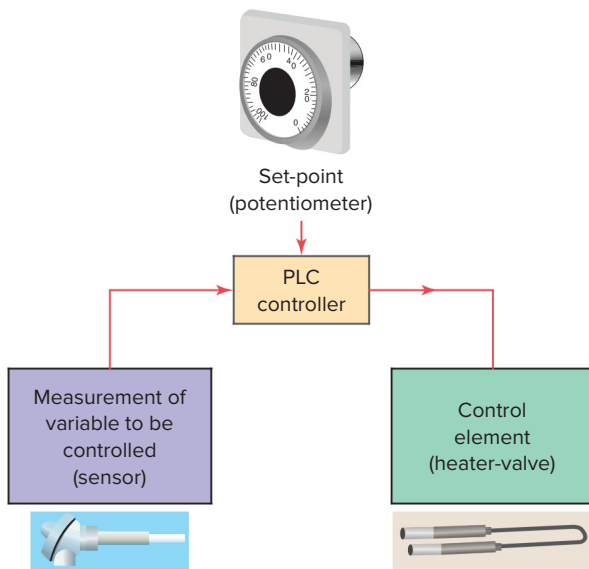 60
40
80
20
100
0
Set-point
(potentiometer)
PLC
controller
Measurement of
variable to be
controlled
(sensor)
Control
element
(heater-valve)